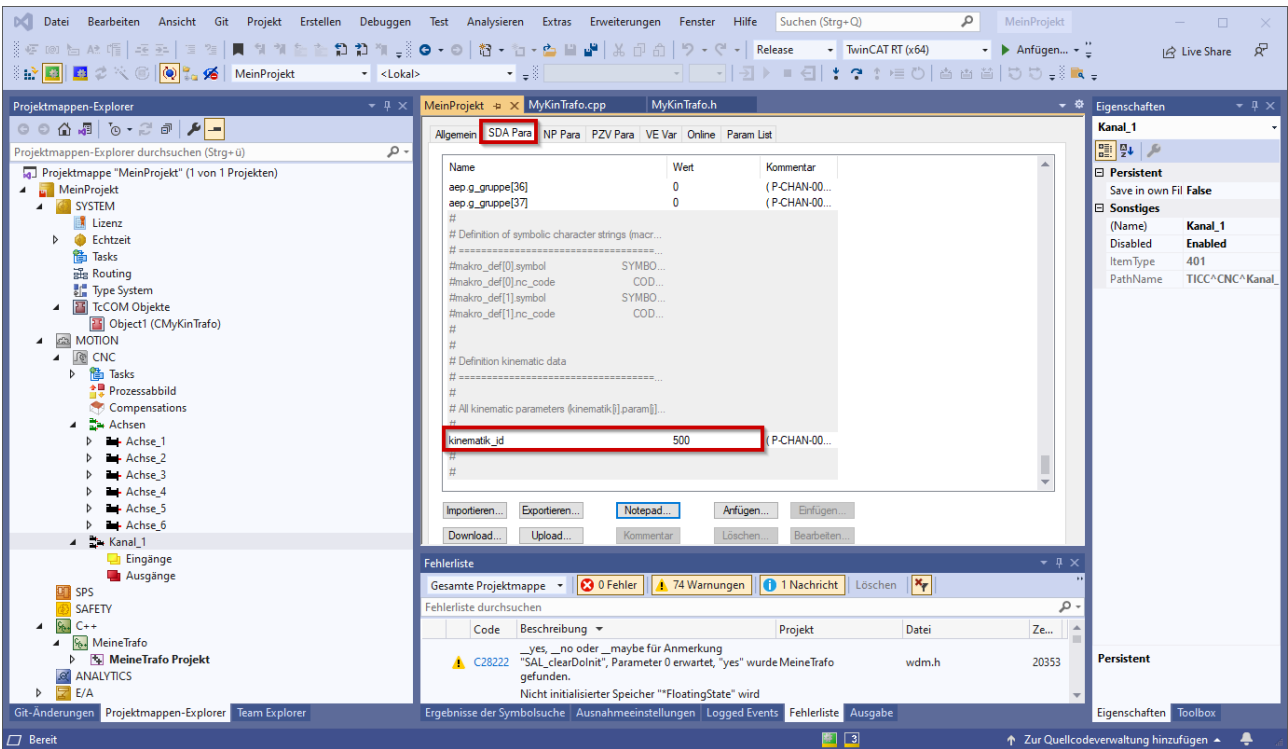 Datei Bearbeiten Ansicht Git Projekt Erstellen Debuggen Test Analysieren Extras Erweiterungen Fenster Hilfe Suchen (Strg+Q) MeinProjekt
Release TwinCAT RT (x64) Anfügen... Live Share
MeinProjekt <Lokal>
Projektmappen-Explorer
Projektmappen-Explorer durchsuchen (Strg+ü)
Projektmappe "MeinProjekt" (1 von 1 Projekten)
MeinProjekt
SYSTEM
Lizenz
Echtzeit
Tasks
Routing
Type System
TcCOM Objekte
Object1 (CMyKinTrafo)
MOTION
CNC
Tasks
Prozessabbild
Compensations
Achsen
Achse_1
Achse_2
Achse_3
Achse_4
Achse_5
Achse_6
Kanal_1
Eingänge
Ausgänge
SPS
SAFETY
C++
MeineTrafo
MeineTrafo Projekt
ANALYTICS
E/A
Git-Änderungen Projektmappen-Explorer Team Explorer
MeinProjekt MyKinTrafo.cpp MyKinTrafo.h
Allgemein SDA Para NP Para PZV Para VE Var Online Param List
Name Wert Kommentar
aep.g_gruppe[36] 0 ( P-CHAN-00...
aep.g_gruppe[37] 0 ( P-CHAN-00...
#
# Definition of symbolic character strings (macr...
# ===================================...
#makro_def[0].symbol SYMBO...
#makro_def[0].nc_code COD...
#makro_def[1].symbol SYMBO...
#makro_def[1].nc_code COD...
#
#
# Definition kinematic data
# ===================================...
#
# All kinematic parameters (kinematik[i].param[j]...
#
kinematik_id 500 ( P-CHAN-00...
#
#
Importieren... Exportieren... Notepad... Anfügen... Einfügen...
Download... Upload... Kommentar Löschen... Bearbeiten...
Fehlerliste
Gesamte Projektmappe 0 Fehler 74 Warnungen 1 Nachricht Löschen
Fehlerliste durchsuchen
Code Beschreibung Projekt Datei Ze...
__yes, __no oder __maybe für Anmerkung
C28222 "SAL_clearDoInit", Parameter 0 erwartet, "yes" wurde MeineTrafo wdm.h 20353
gefunden.
Nicht initialisierter Speicher "*FloatingState" wird
Ergebnisse der Symbolsuche Ausnahmeeinstellungen Logged Events Fehlerliste Ausgabe
Eigenschaften
Kanal_1
Persistent
Save in own Fil False
Sonstiges
(Name) Kanal_1
Disabled Enabled
ItemType 401
PathName TICC^CNC^Kanal_
Persistent
Eigenschaften Toolbox
Bereit 3 Zur Quellcodeverwaltung hinzufügen